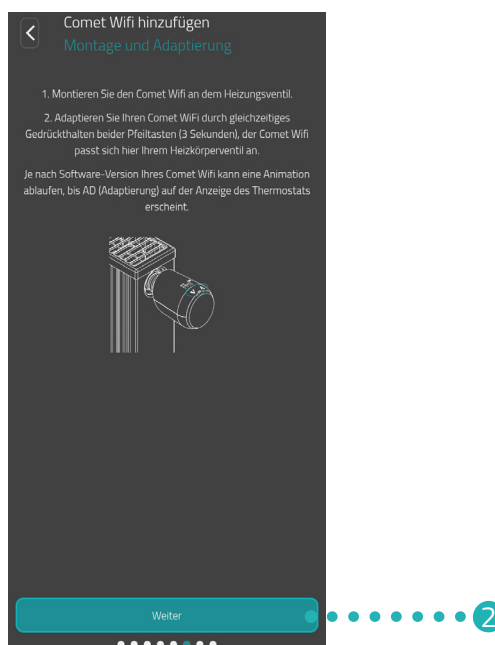 Comet Wifi hinzufügen
Montage und Adaptierung
1. Montieren Sie den Comet Wifi an dem Heizungsventil.
2. Adaptieren Sie Ihren Comet WiFi durch gleichzeitiges
Gedrückthalten beider Pfeiltasten (3 Sekunden), der Comet Wifi
passt sich hier Ihrem Heizkörperventil an.
Je nach Software-Version Ihres Comet Wifi kann eine Animation
ablaufen, bis AD (Adaptierung) auf der Anzeige des Thermostats
erscheint.
Weiter
2